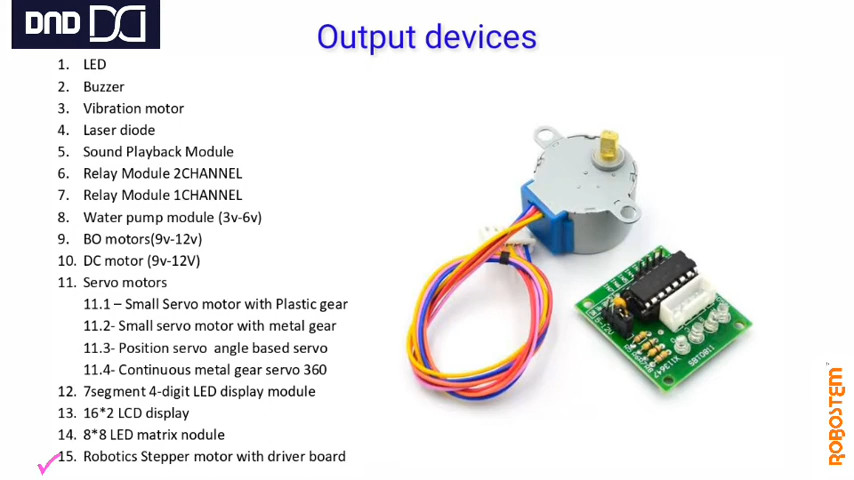 DND
Output devices
1. LED
2. Buzzer
3. Vibration motor
4. Laser diode
5. Sound Playback Module
6. Relay Module 2CHANNEL
7. Relay Module 1CHANNEL
8. Water pump module (3v-6v)
9. BO motors(9v-12v)
10. DC motor (9v-12V)
11. Servo motors
11.1 – Small Servo motor with Plastic gear
11.2- Small servo motor with metal gear
11.3- Position servo angle based servo
11.4- Continuous metal gear servo 360
12. 7segment 4-digit LED display module
13. 16*2 LCD display
14. 8*8 LED matrix nodule
15. Robotics Stepper motor with driver board
5-12V
ROBOSTEM